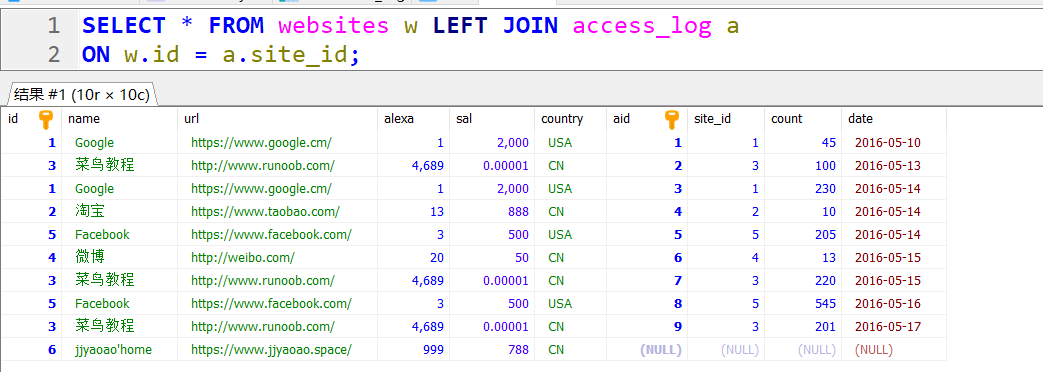 1 SELECT * FROM websites w LEFT JOIN access_log a
2 ON w.id = a.site_id;
结果 #1 (10r × 10c)
id name url alexa sal country aid site_id count date
1 Google https://www.google.cm/ 1 2,000 USA 1 1 45 2016-05-10
3 菜鸟教程 http://www.runoob.com/ 4,689 0.00001 CN 2 3 100 2016-05-13
1 Google https://www.google.cm/ 1 2,000 USA 3 1 230 2016-05-14
2 淘宝 https://www.taobao.com/ 13 888 CN 4 2 10 2016-05-14
5 Facebook https://www.facebook.com/ 3 500 USA 5 5 205 2016-05-14
4 微博 http://weibo.com/ 20 50 CN 6 4 13 2016-05-15
3 菜鸟教程 http://www.runoob.com/ 4,689 0.00001 CN 7 3 220 2016-05-15
5 Facebook https://www.facebook.com/ 3 500 USA 8 5 545 2016-05-16
3 菜鸟教程 http://www.runoob.com/ 4,689 0.00001 CN 9 3 201 2016-05-17
6 jjyaoao'home https://www.jjyaoao.space/ 999 788 CN (NULL) (NULL) (NULL) (NULL)